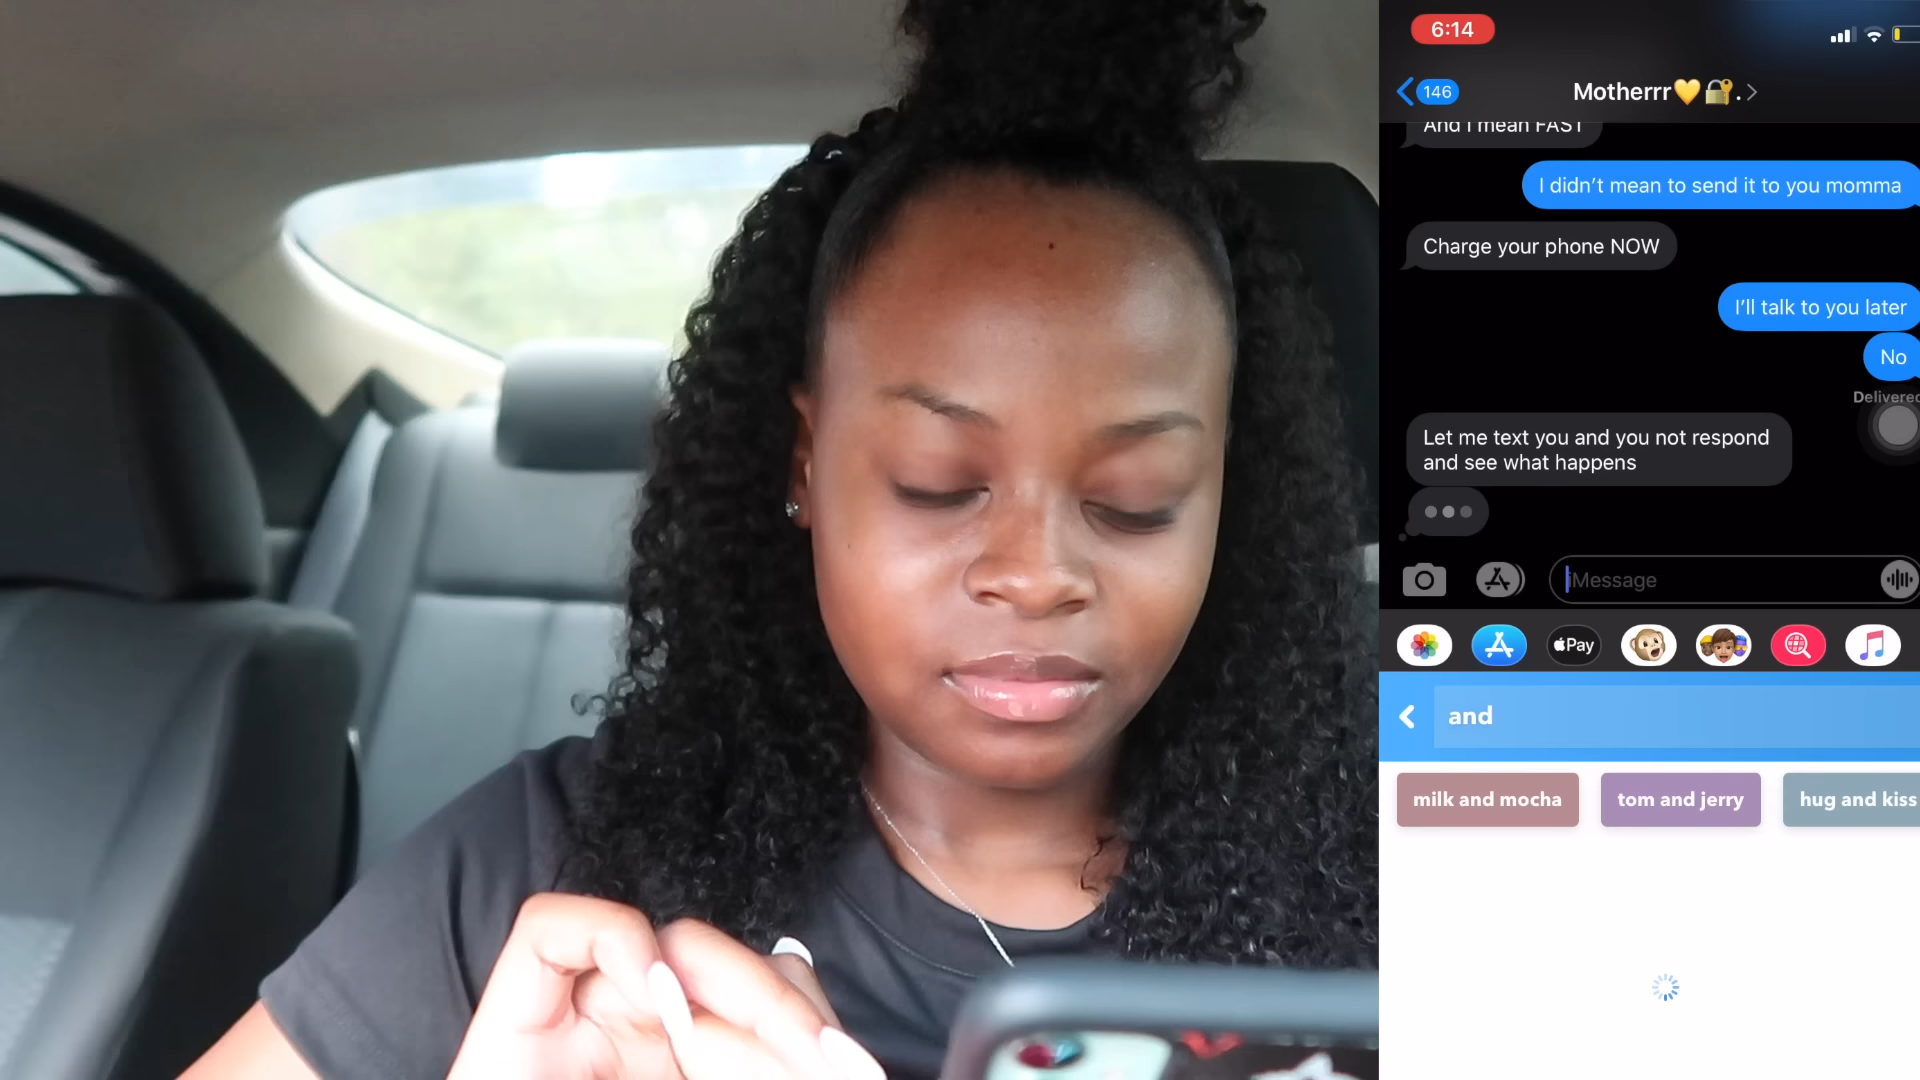 6:14
146
Motherrr💛🔐. >
And I mean FAST
I didn't mean to send it to you momma
Charge your phone NOW
I'll talk to you later
No
Delivered
Let me text you and you not respond
and see what happens
iMessage
Pay
and
milk and mocha
tom and jerry
hug and kiss